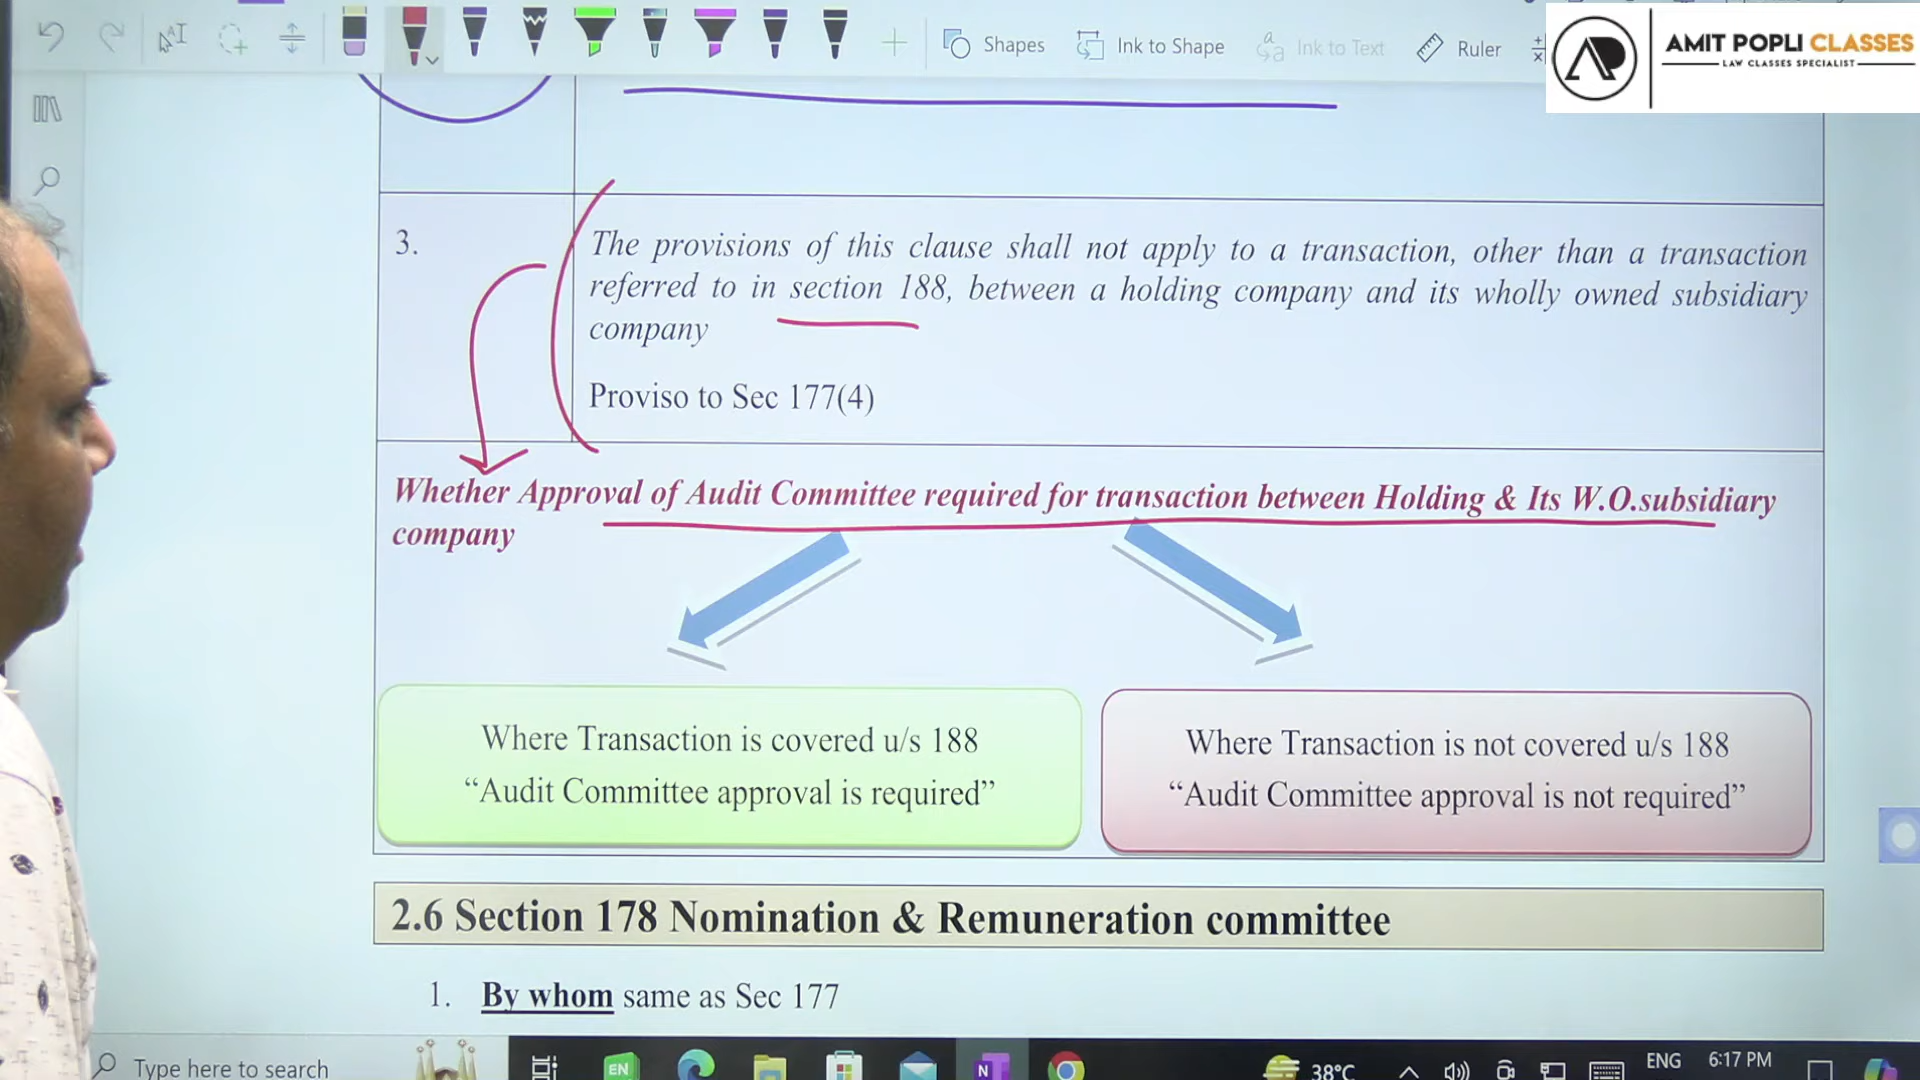 Shapes
Ink to Shape
Ink to Text
Ruler
AMIT POPLI CLASSES
LAW CLASSES SPECIALIST
3.
The provisions of this clause shall not apply to a transaction, other than a transaction
referred to in section 188, between a holding company and its wholly owned subsidiary
company
Proviso to Sec 177(4)
Whether Approval of Audit Committee required for transaction between Holding & Its W.O.subsidiary
company
Where Transaction is covered u/s 188
“Audit Committee approval is required”
Where Transaction is not covered u/s 188
“Audit Committee approval is not required”
2.6 Section 178 Nomination & Remuneration committee
1. By whom same as Sec 177
Type here to search
EN
N
38°C
ENG
6:17 PM